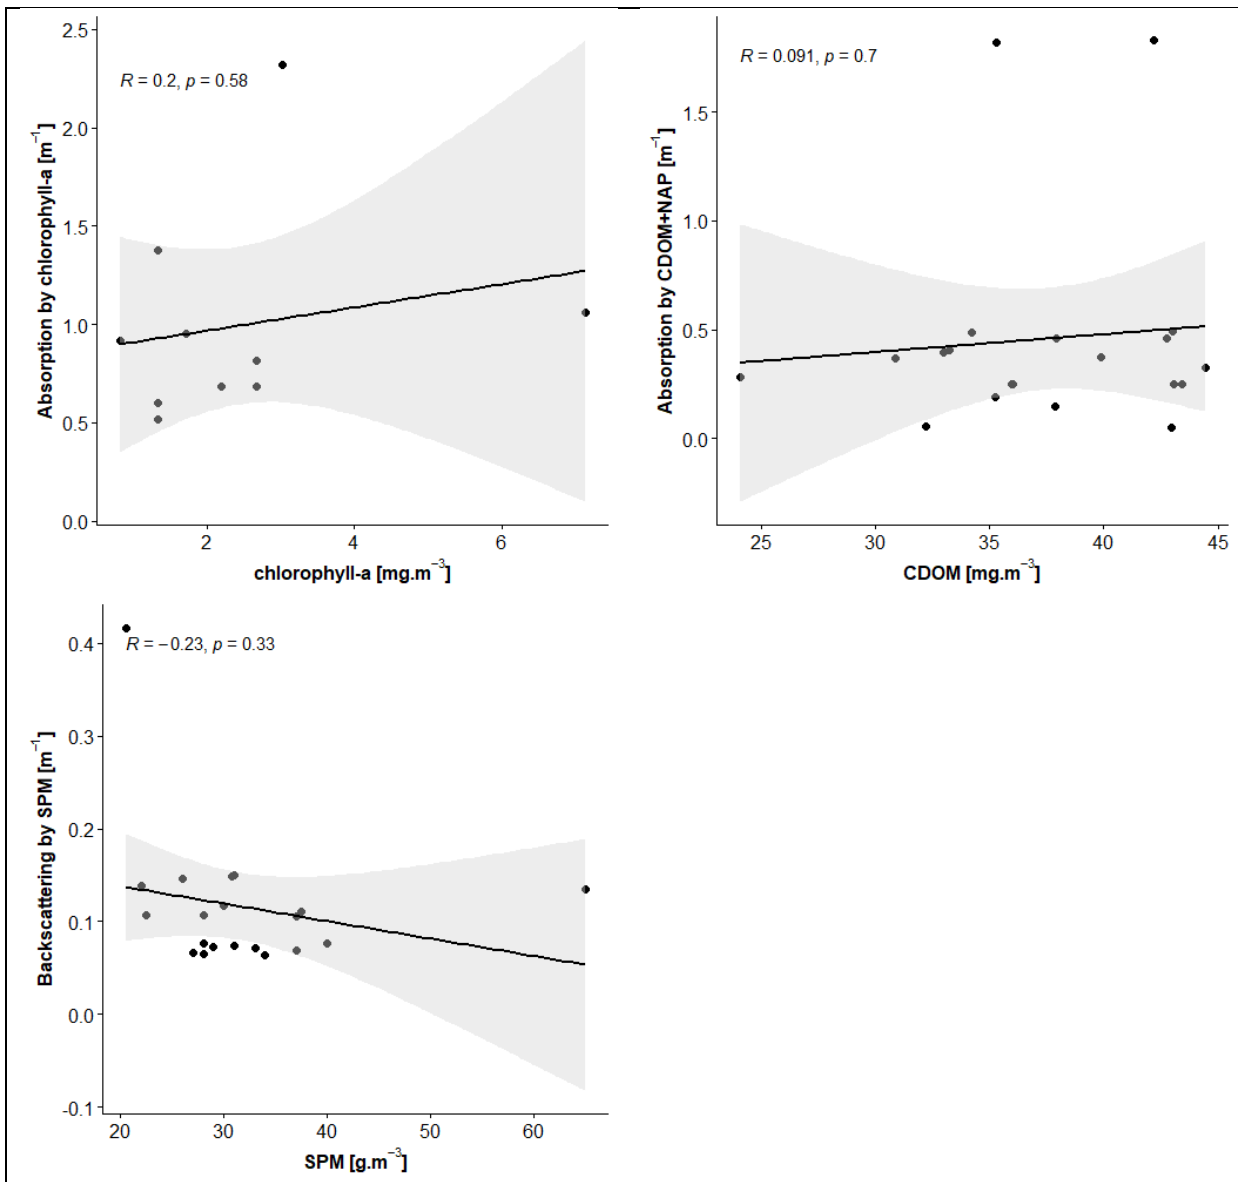 2.5
2.0
1.5
1.0
0.5
0.0
Absorption by chlorophyll-a [m⁻¹]
R = 0.2, p = 0.58
2 4 6
chlorophyll-a [mg.m⁻³]
1.5
1.0
0.5
0.0
Absorption by CDOM+NAP [m⁻¹]
R = 0.091, p = 0.7
25 30 35 40 45
CDOM [mg.m⁻³]
0.4
0.3
0.2
0.1
0.0
-0.1
Backscattering by SPM [m⁻¹]
R = −0.23, p = 0.33
20 30 40 50 60
SPM [g.m⁻³]